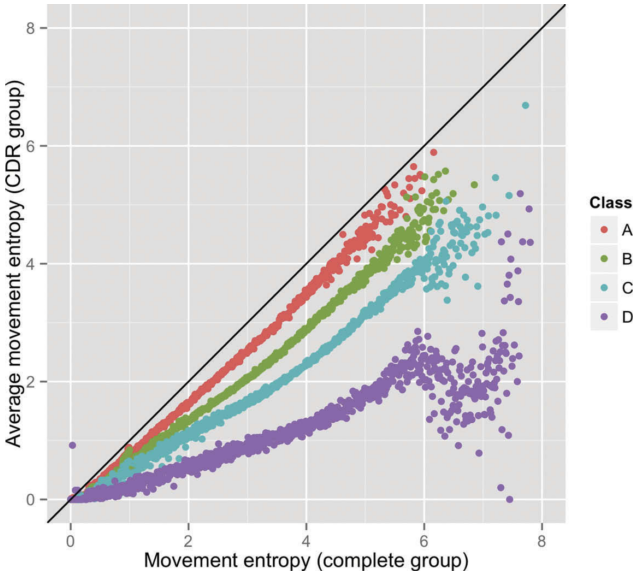 8
6
4
2
0
Average movement entropy (CDR group)
0
2
4
6
8
Movement entropy (complete group)
Class
A
B
C
D